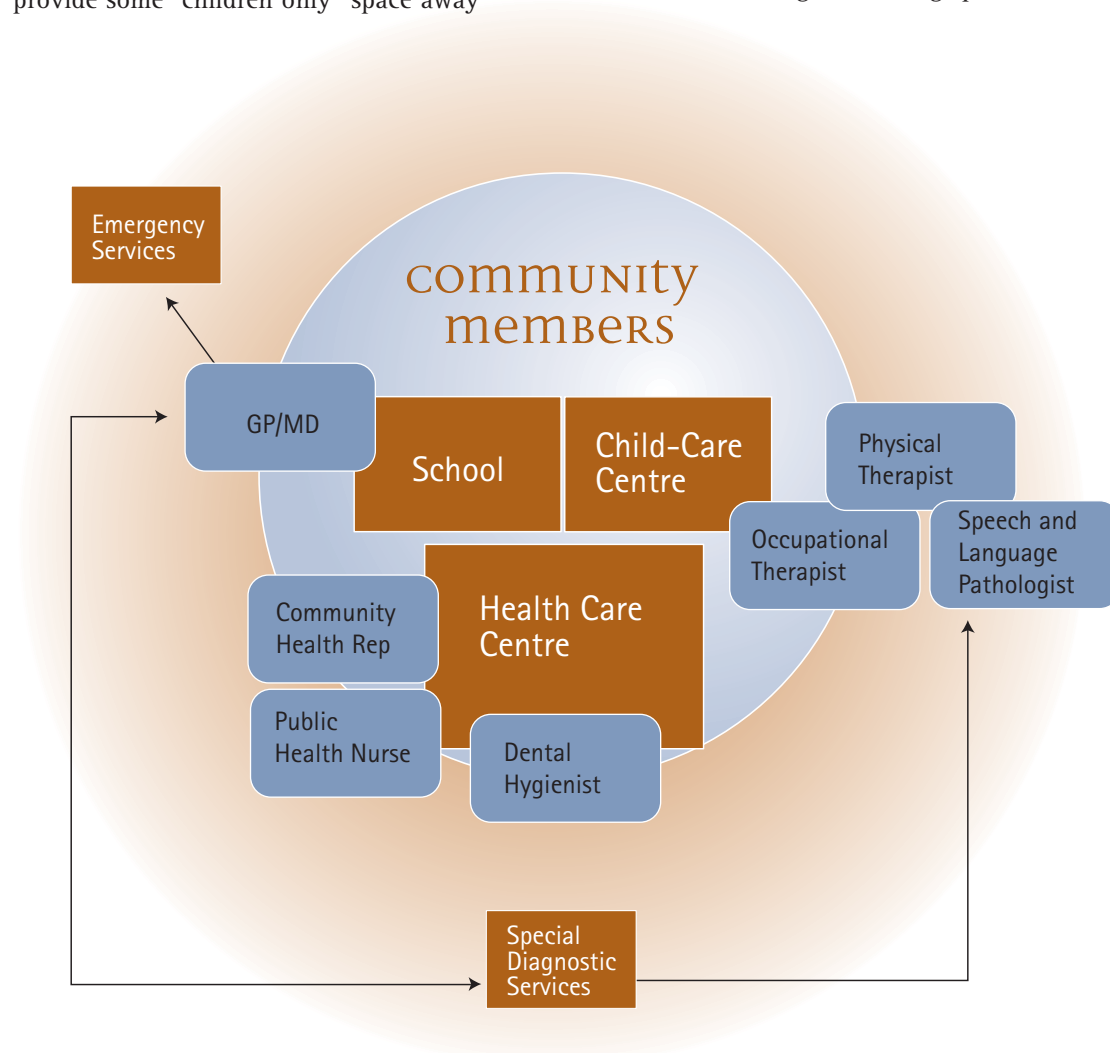 provide some "children only" space away
Emergency
Services
community
members
GP/MD
School
Child-Care
Centre
Physical
Therapist
Occupational
Therapist
Speech and
Language
Pathologist
Community
Health Rep
Health Care
Centre
Public
Health Nurse
Dental
Hygienist
Special
Diagnostic
Services